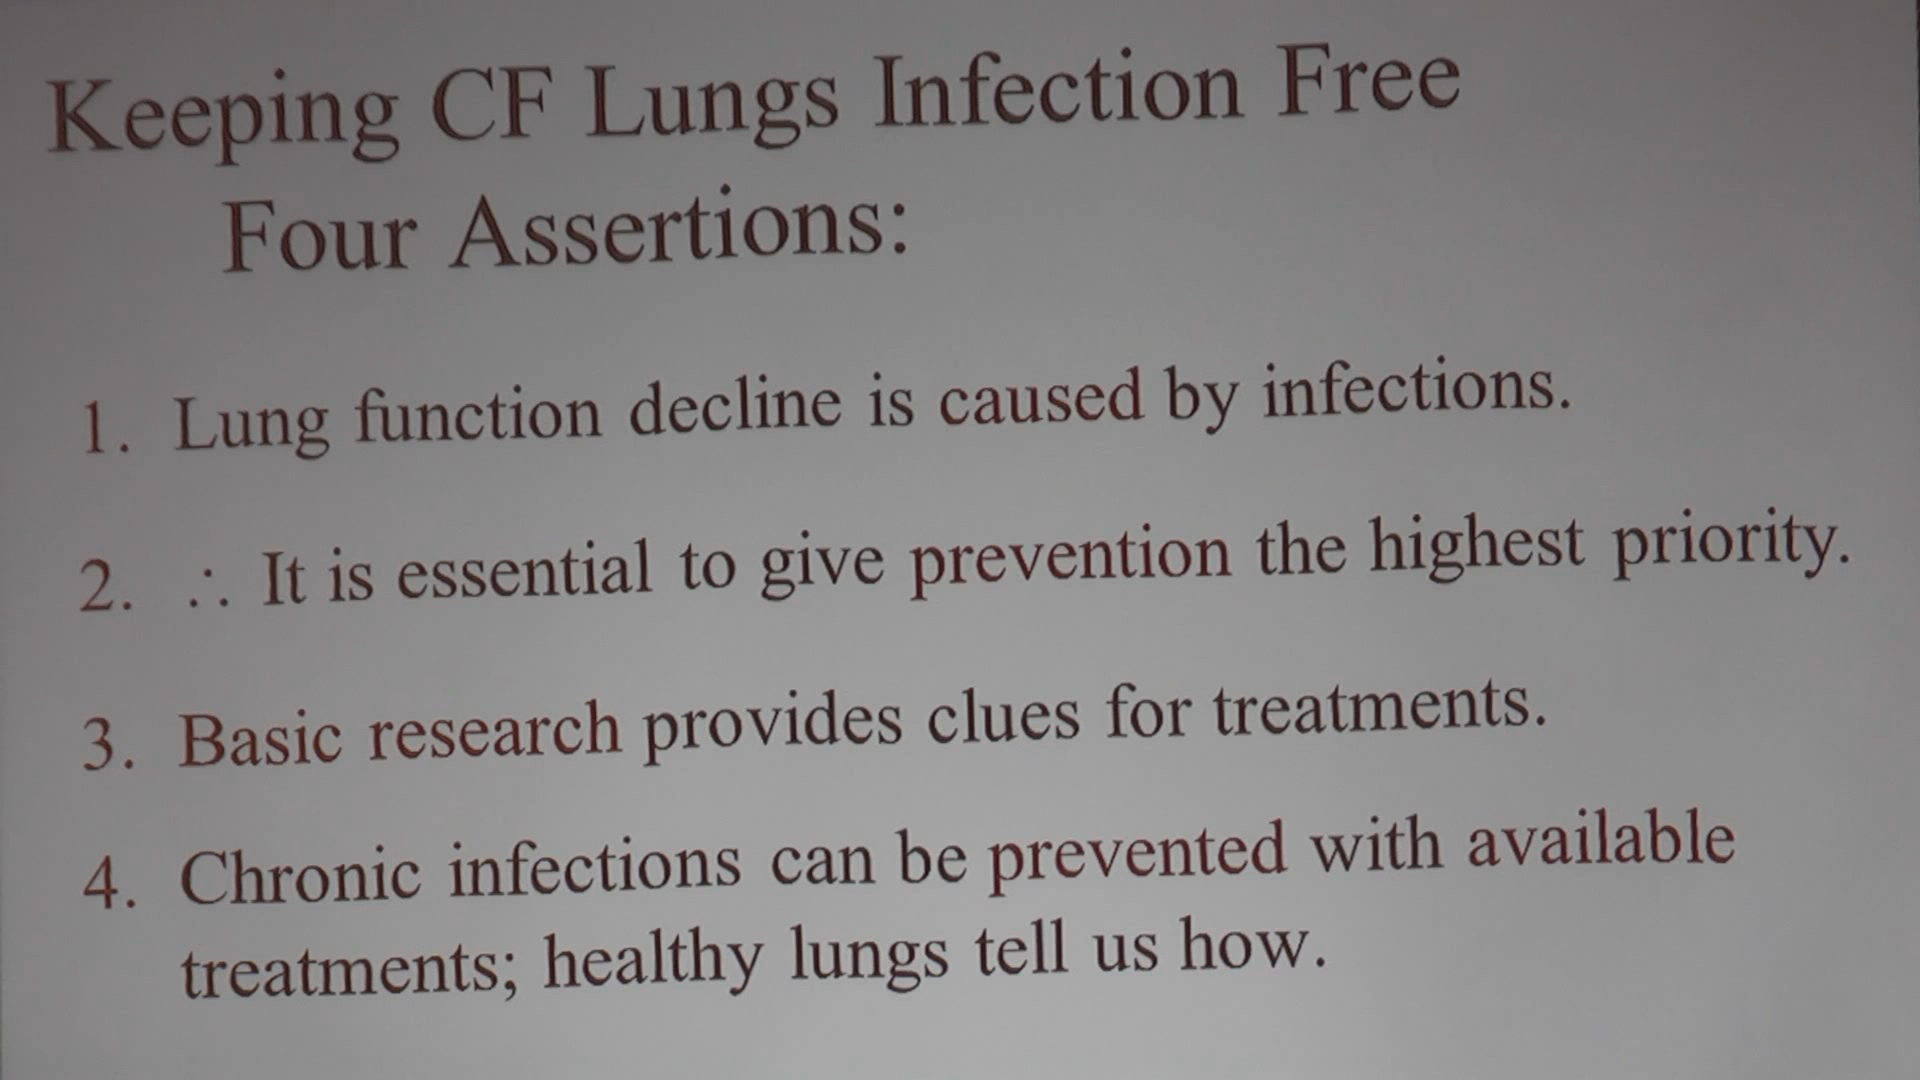 Keeping CF Lungs Infection Free
Four Assertions:
1. Lung function decline is caused by infections.
2. ∴ It is essential to give prevention the highest priority.
3. Basic research provides clues for treatments.
4. Chronic infections can be prevented with available
treatments; healthy lungs tell us how.